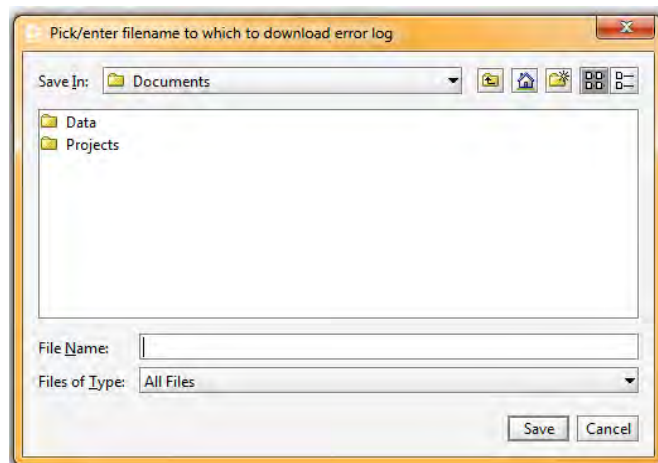 Pick/enter filename to which to download error log
Save In: Documents
Data
Projects
File Name:
Files of Type: All Files
Save Cancel